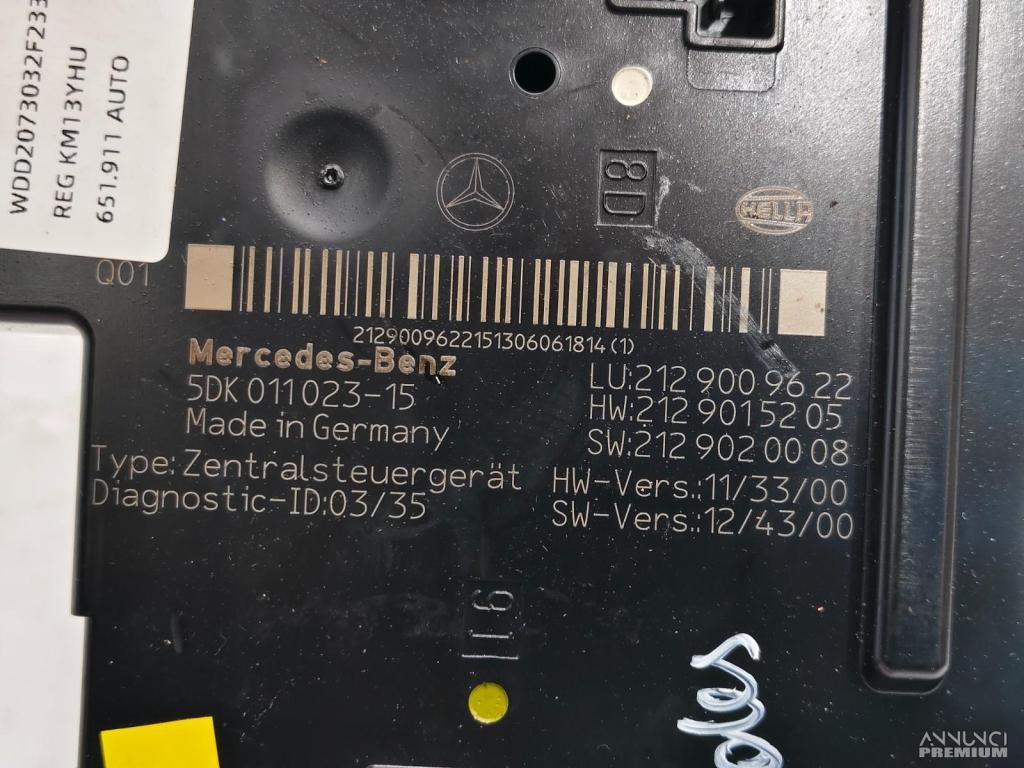 WDD2073032F233
REG KM13YHU
651.911 AUTO
8D
HELLA
Q01
2129009622151306061814(1)
Mercedes-Benz
5DK 011 023-15
Made in Germany
Type: Zentralsteuergerät
Diagnostic-ID:03/35
LU:212 900 96 22
HW:212 901 52 05
SW:212 902 00 08
HW-Vers.:11/33/00
SW-Vers.:12/43/00
ANNUNCI
PREMIUM